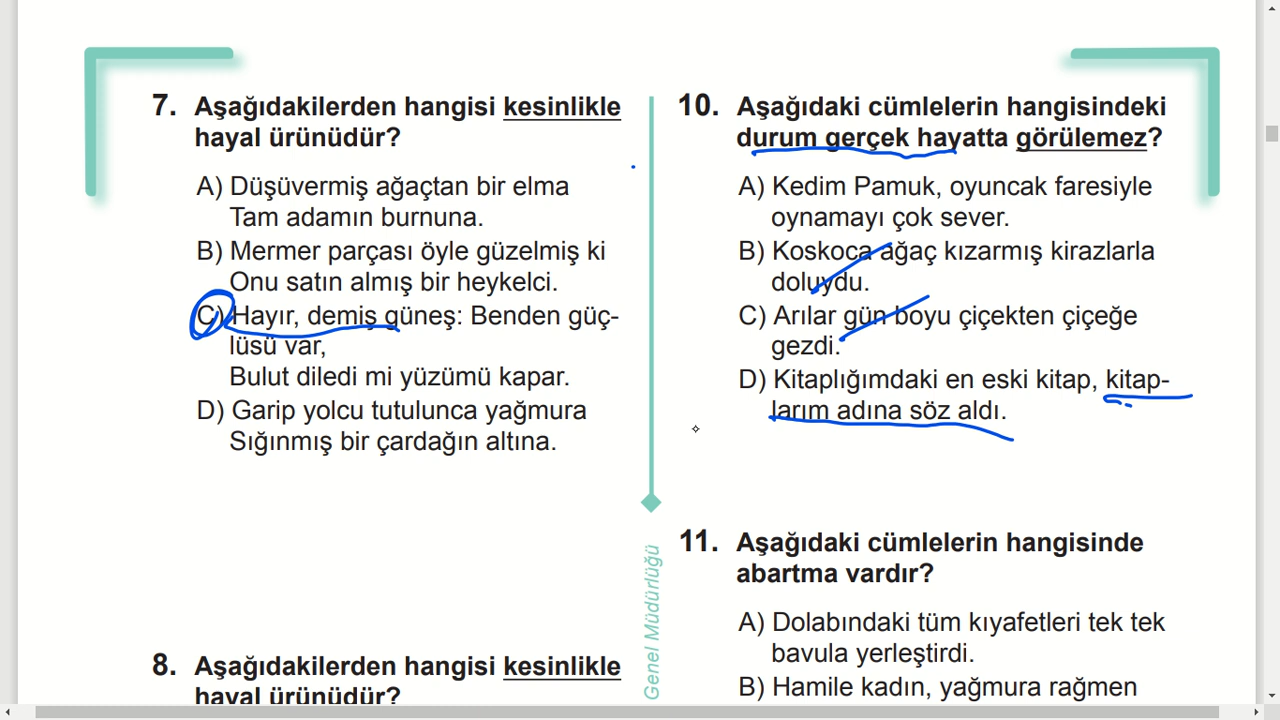 7. Aşağıdakilerden hangisi kesinlikle
hayal ürünüdür?
A) Düşüvermiş ağaçtan bir elma
Tam adamın burnuna.
B) Mermer parçası öyle güzelmiş ki
Onu satın almış bir heykelci.
C) Hayır, demiş güneş: Benden güç-
lüsü var,
Bulut diledi mi yüzümü kapar.
D) Garip yolcu tutulunca yağmura
Sığınmış bir çardağın altına.
8. Aşağıdakilerden hangisi kesinlikle
hayal ürünüdür?
Genel Müdürlüğü
10. Aşağıdaki cümlelerin hangisindeki
durum gerçek hayatta görülemez?
A) Kedim Pamuk, oyuncak faresiyle
oynamayı çok sever.
B) Koskoca ağaç kızarmış kirazlarla
doluydu.
C) Arılar gün boyu çiçekten çiçeğe
gezdi.
D) Kitaplığımdaki en eski kitap, kitap-
larım adına söz aldı.
11. Aşağıdaki cümlelerin hangisinde
abartma vardır?
A) Dolabındaki tüm kıyafetleri tek tek
bavula yerleştirdi.
B) Hamile kadın, yağmura rağmen